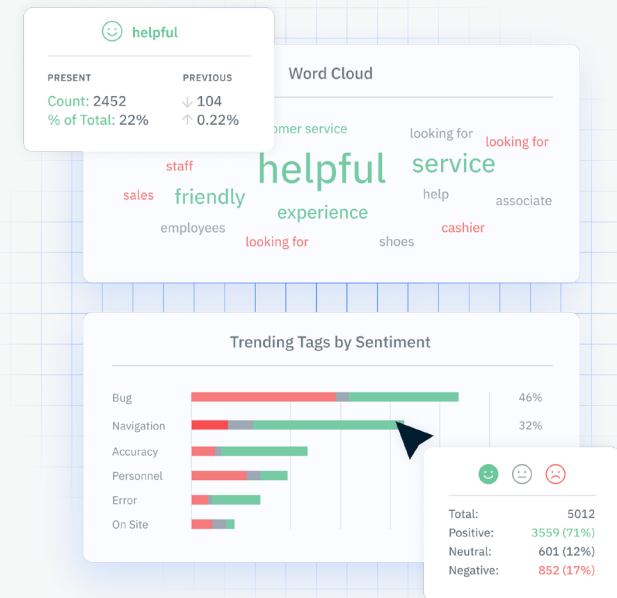 helpful
PRESENT
PREVIOUS
Count: 2452
↓ 104
% of Total: 22%
↑ 0.22%
Word Cloud
omer service
looking for
looking for
helpful
service
staff
sales
friendly
help
associate
experience
employees
cashier
looking for
shoes
Trending Tags by Sentiment
Bug
46%
Navigation
32%
Accuracy
Personnel
Error
On Site
Total: 5012
Positive: 3559 (71%)
Neutral: 601 (12%)
Negative: 852 (17%)